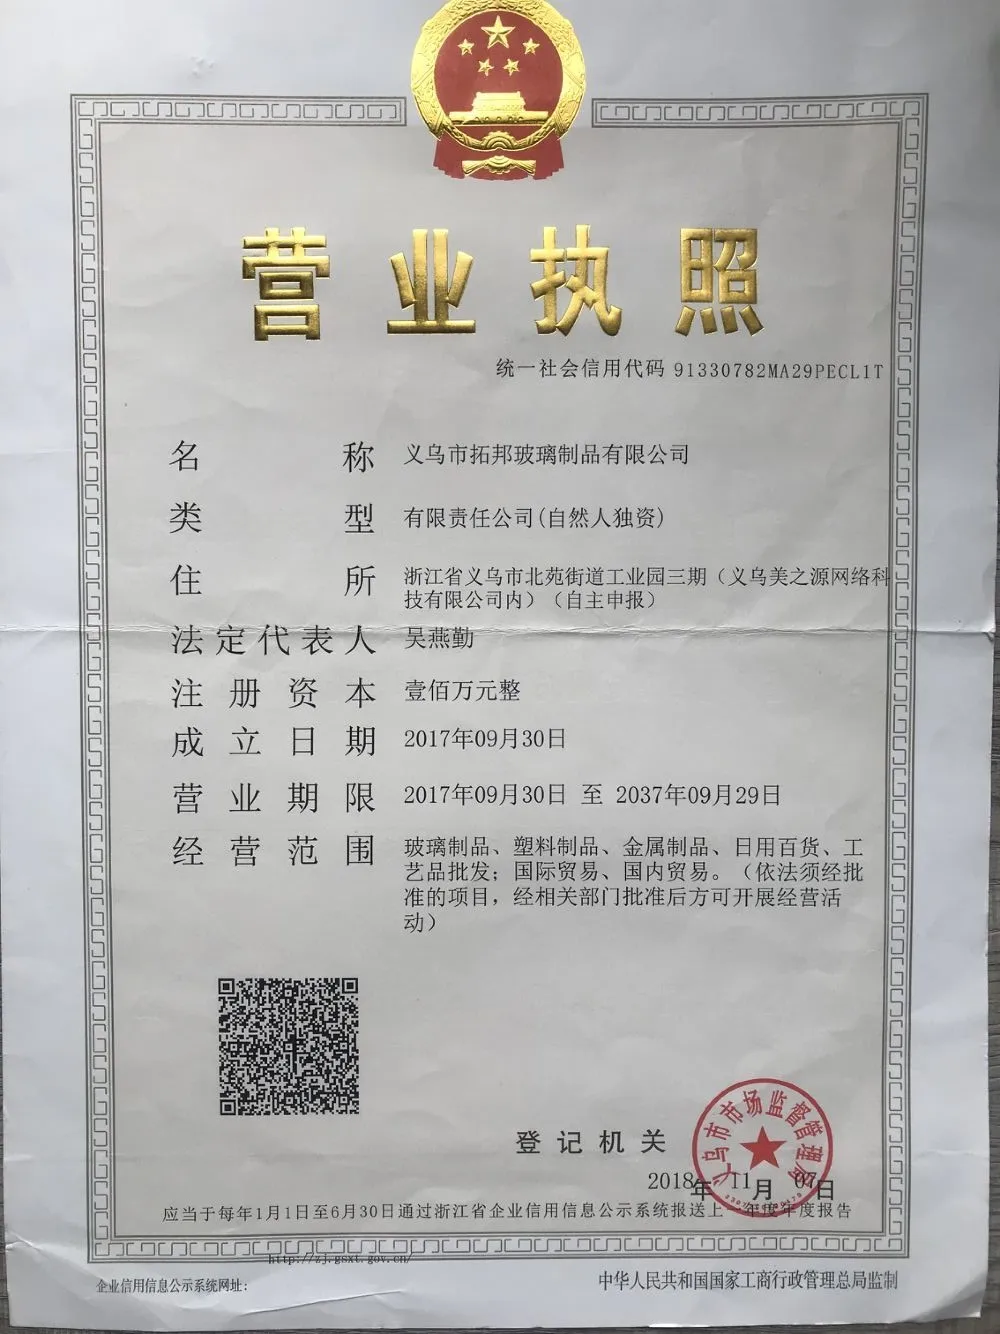 营业执照
统一社会信用代码 91330782MA29PECL1T
名称 义乌市拓邦玻璃制品有限公司
类型 有限责任公司(自然人独资)
住所 浙江省义乌市北苑街道工业园三期（义乌美之源网络科
技有限公司内）（自主申报）
法定代表人 吴燕勤
注册资本 壹佰万元整
成立日期 2017年09月30日
营业期限 2017年09月30日 至 2037年09月29日
经营范围 玻璃制品、塑料制品、金属制品、日用百货、工
艺品批发；国际贸易、国内贸易。（依法须经批
准的项目，经相关部门批准后方可开展经营活
动）
登记机关
义乌市市场监督管理局
2018年11月07日
应当于每年1月1日至6月30日通过浙江省企业信用信息公示系统报送上一年度年度报告
http://zj.gsxt.gov.cn/
企业信用信息公示系统网址：
中华人民共和国国家工商行政管理总局监制